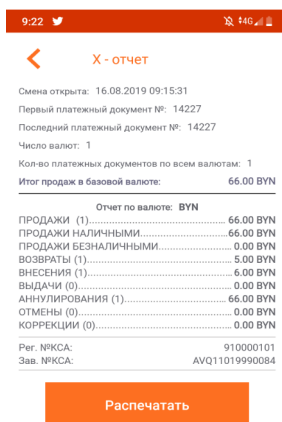 9:22
4G
X - отчет
Смена открыта: 16.08.2019 09:15:31
Первый платежный документ №: 14227
Последний платежный документ №: 14227
Число валют: 1
Кол-во платежных документов по всем валютам: 1
Итог продаж в базовой валюте: 66.00 BYN
Отчет по валюте: BYN
ПРОДАЖИ (1)........................................ 66.00 BYN
ПРОДАЖИ НАЛИЧНЫМИ........................ 66.00 BYN
ПРОДАЖИ БЕЗНАЛИЧНЫМИ.................... 0.00 BYN
ВОЗВРАТЫ (1)........................................ 5.00 BYN
ВНЕСЕНИЯ (1)........................................ 6.00 BYN
ВЫДАЧИ (0)........................................ 0.00 BYN
АННУЛИРОВАНИЯ (1)............................ 66.00 BYN
ОТМЕНЫ (0)........................................ 0.00 BYN
КОРРЕКЦИИ (0).................................... 0.00 BYN
Рег. №КСА: 910000101
Зав. №КСА: AVQ11019990084
Распечатать